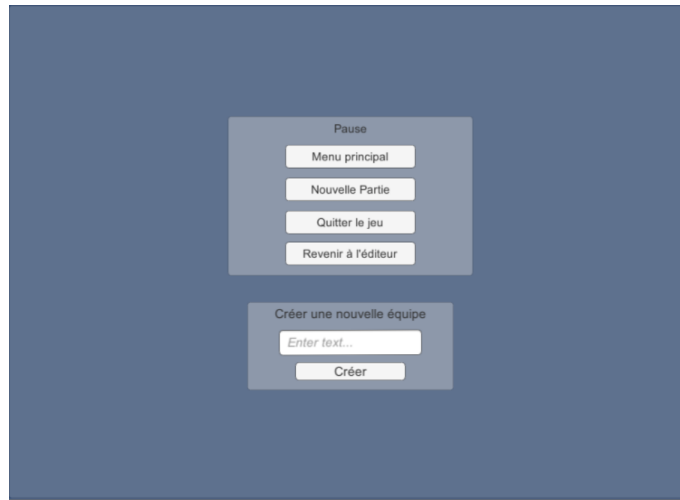 Pause
Menu principal
Nouvelle Partie
Quitter le jeu
Revenir à l'éditeur
Créer une nouvelle équipe
Enter text...
Créer